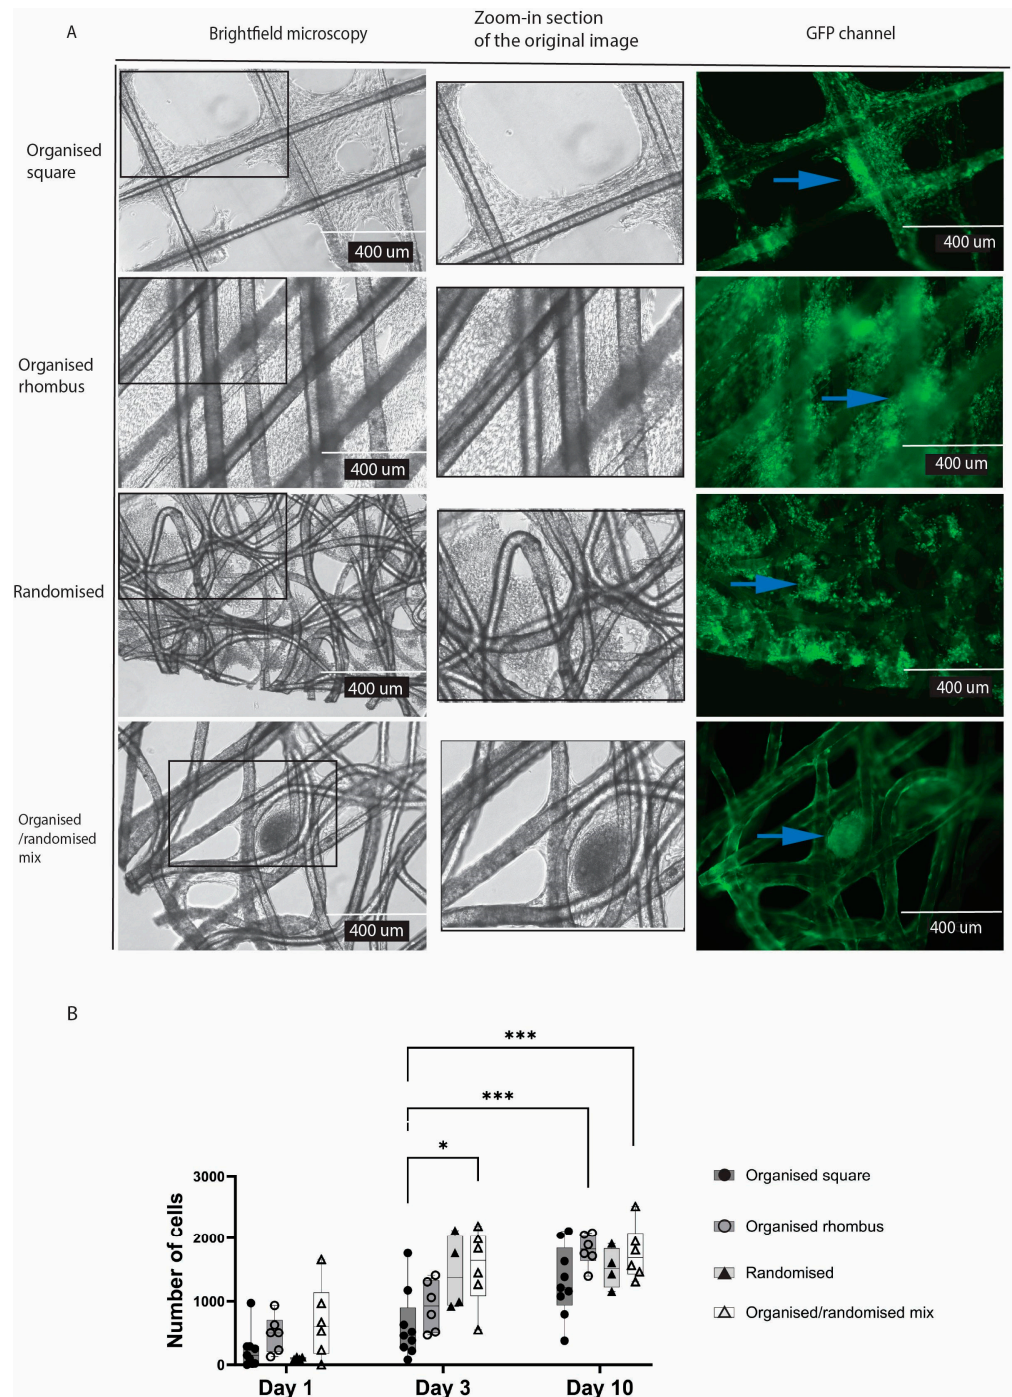 A
Brightfield microscopy
Zoom-in section
of the original image
GFP channel
Organised
square
400 um
400 um
Organised
rhombus
400 um
400 um
Randomised
400 um
400 um
Organised
/randomised
mix
400 um
400 um
B
***
***
*
Number of cells
3000
2000
1000
0
Day 1
Day 3
Day 10
Organised square
Organised rhombus
Randomised
Organised/randomised mix